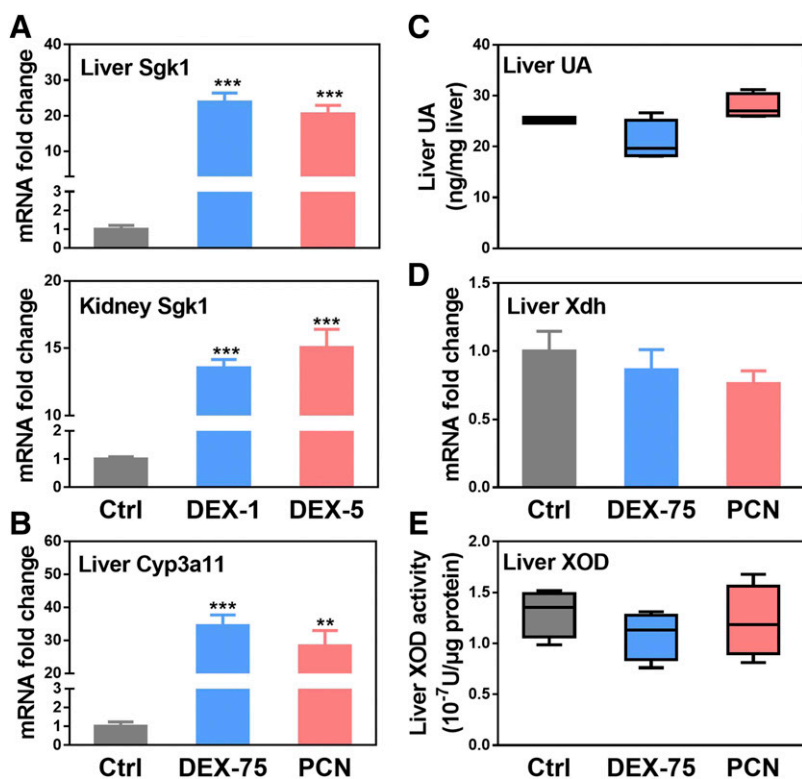 A
Liver Sgk1
mRNA fold change
40
30
20
10
3
2
1
0
***
***
Kidney Sgk1
mRNA fold change
20
15
10
2
1
0
***
***
Ctrl DEX-1 DEX-5
B
Liver Cyp3a11
mRNA fold change
60
50
40
30
20
4
3
2
1
0
***
**
Ctrl DEX-75 PCN
C
Liver UA
Liver UA
(ng/mg liver)
40
30
20
10
0
D
Liver Xdh
mRNA fold change
1.5
1.0
0.5
0.0
Ctrl DEX-75 PCN
E
Liver XOD
Liver XOD activity
(10⁻⁷U/μg protein)
2.0
1.5
1.0
0.5
0.0
Ctrl DEX-75 PCN